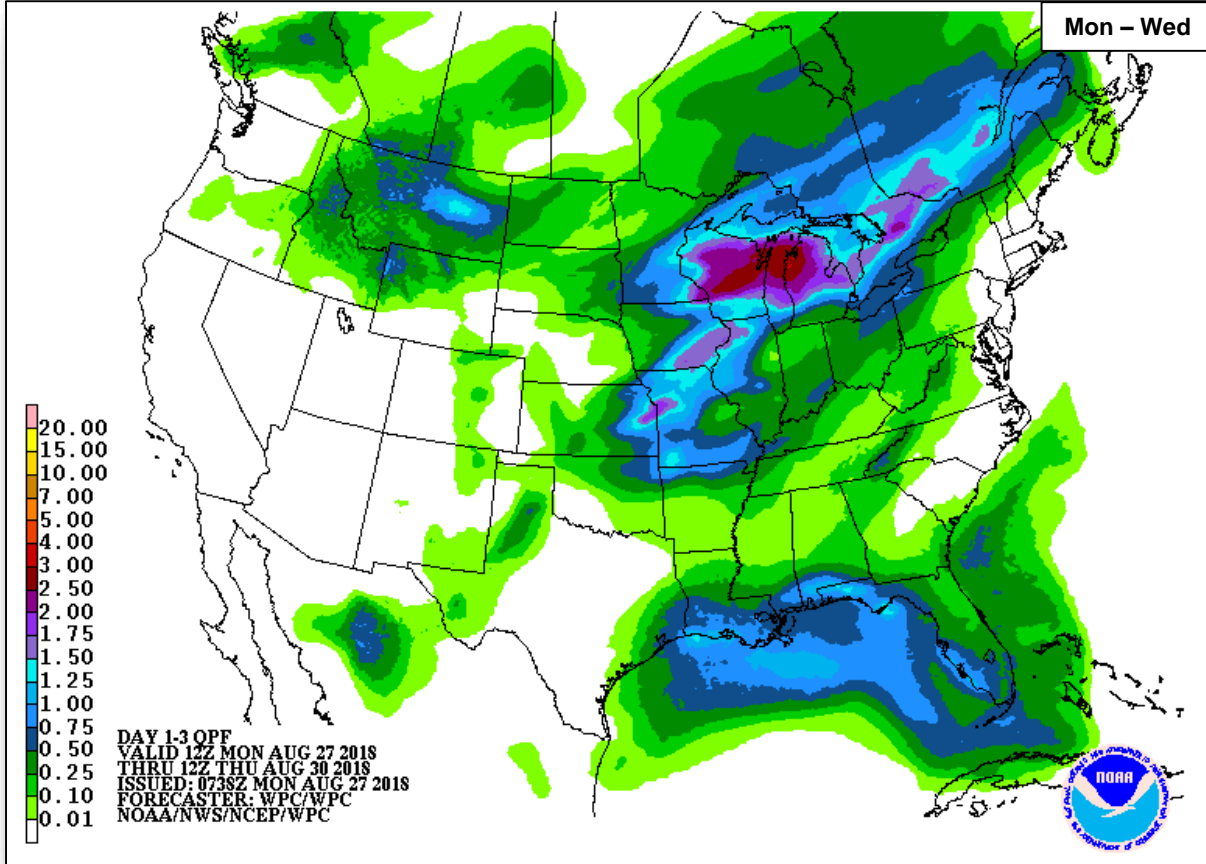 Mon – Wed
20.00
15.00
10.00
7.00
5.00
4.00
3.00
2.50
2.00
1.75
1.50
1.25
1.00
0.75
0.50
0.25
0.10
0.01
DAY 1-3 QPF
VALID 12Z MON AUG 27 2018
THRU 12Z THU AUG 30 2018
ISSUED: 0738Z MON AUG 27 2018
FORECASTER: WPC/WPC
NOAA/NWS/NCEP/WPC
NOAA